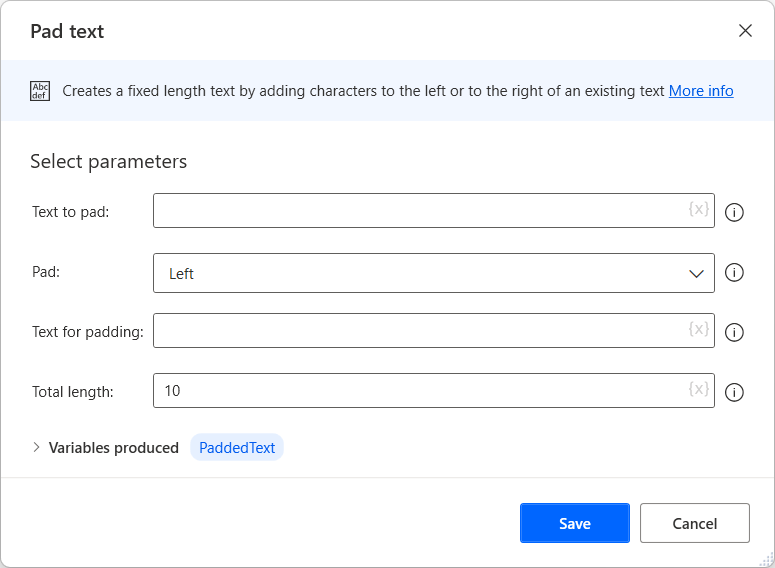 Pad text
Abc
def
Creates a fixed length text by adding characters to the left or to the right of an existing text More info
Select parameters
Text to pad:
{x}
Pad:
Left
Text for padding:
{x}
Total length:
10
{x}
Variables produced PaddedText
Save
Cancel